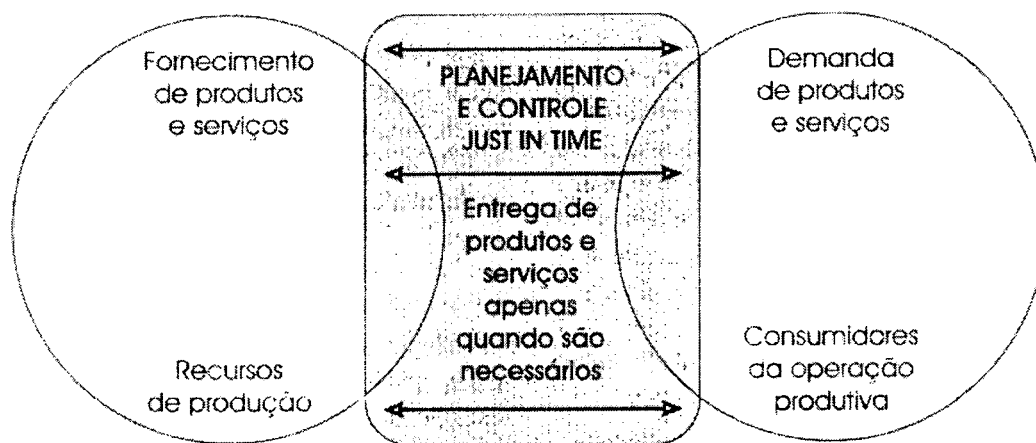 Fornecimento
de produtos
e serviços
Recursos
de produção
PLANEJAMENTO
E CONTROLE
JUST IN TIME
Entrega de
produtos e
serviços
apenas
quando são
necessários
Demanda
de produtos
e serviços
Consumidores
da operação
produtiva